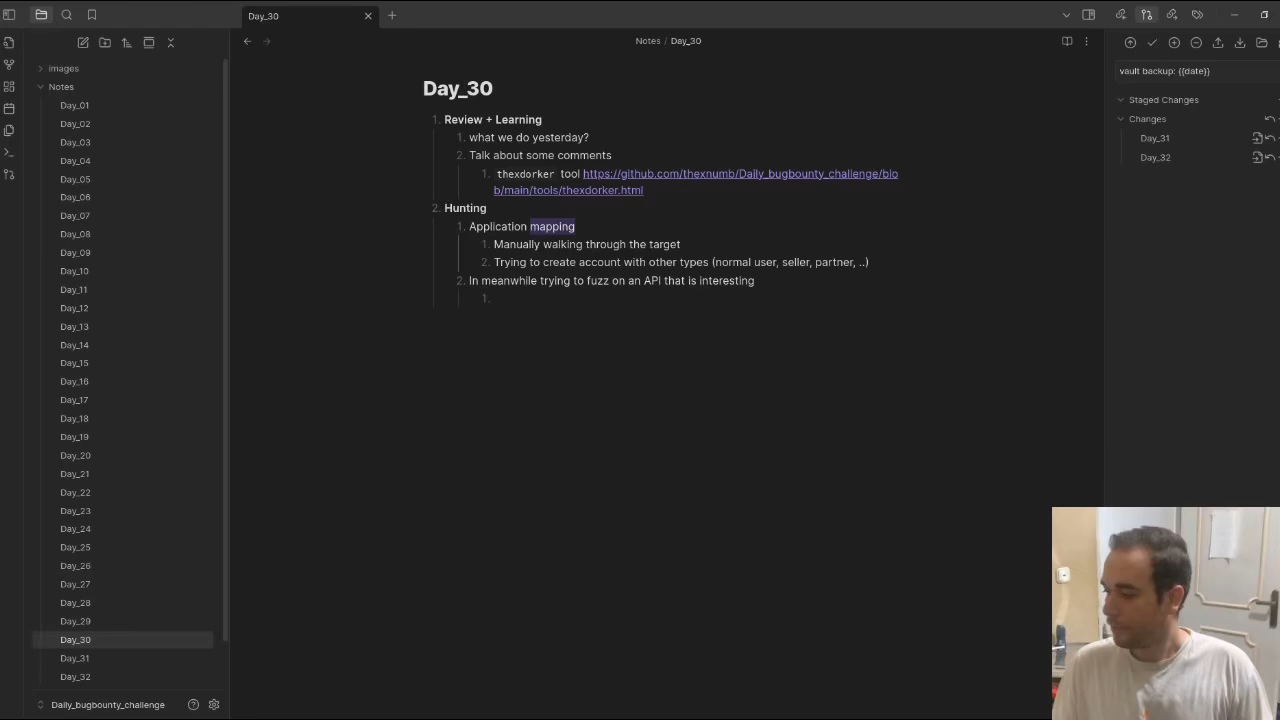 Day_30
Notes / Day_30
images
Notes
Day_01
Day_02
Day_03
Day_04
Day_05
Day_06
Day_07
Day_08
Day_09
Day_10
Day_11
Day_12
Day_13
Day_14
Day_15
Day_16
Day_17
Day_18
Day_19
Day_20
Day_21
Day_22
Day_23
Day_24
Day_25
Day_26
Day_27
Day_28
Day_29
Day_30
Day_31
Day_32
Daily_bugbounty_challenge
Day_30
1. Review + Learning
1. what we do yesterday?
2. Talk about some comments
1. thexdorker tool https://github.com/thexnumb/Daily_bugbounty_challenge/blo
b/main/tools/thexdorker.html
2. Hunting
1. Application mapping
1. Manually walking through the target
2. Trying to create account with other types (normal user, seller, partner, ..)
2. In meanwhile trying to fuzz on an API that is interesting
1.
vault backup: {{date}}
Staged Changes
Changes
Day_31
Day_32